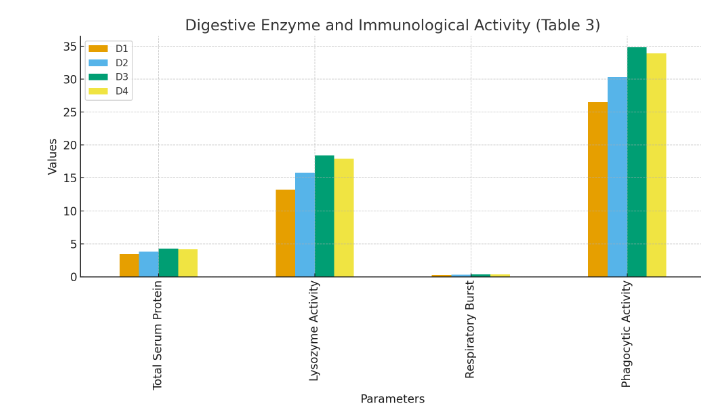 Digestive Enzyme and Immunological Activity (Table 3)
D1
D2
D3
D4
35
30
25
20
15
10
5
0
Values
Total Serum Protein
Lysozyme Activity
Respiratory Burst
Phagocytic Activity
Parameters